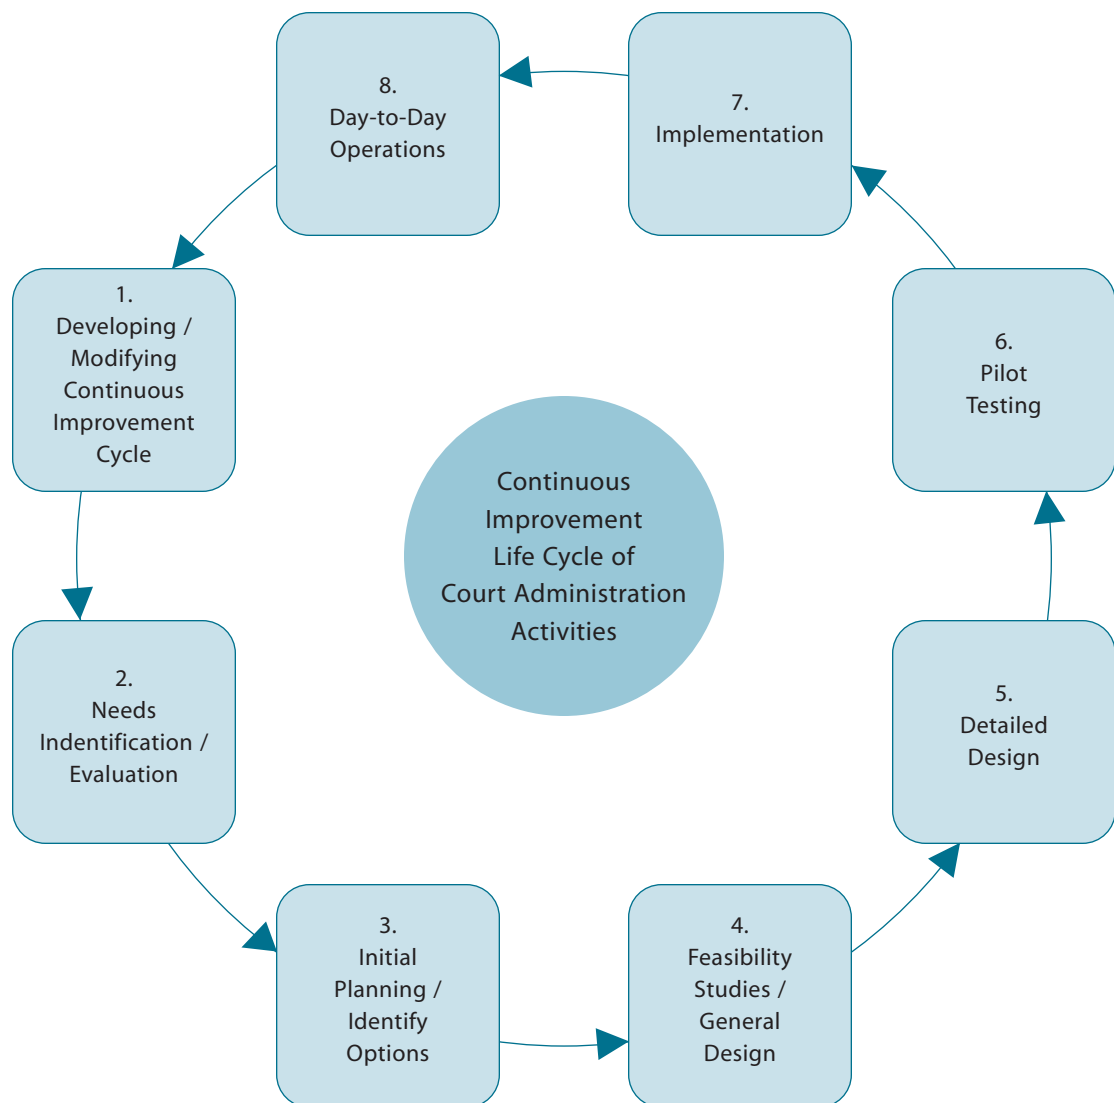 8.
Day-to-Day
Operations
7.
Implementation
1.
Developing /
Modifying
Continuous
Improvement
Cycle
6.
Pilot
Testing
Continuous
Improvement
Life Cycle of
Court Administration
Activities
2.
Needs
Indentification /
Evaluation
5.
Detailed
Design
3.
Initial
Planning /
Identify
Options
4.
Feasibility
Studies /
General
Design